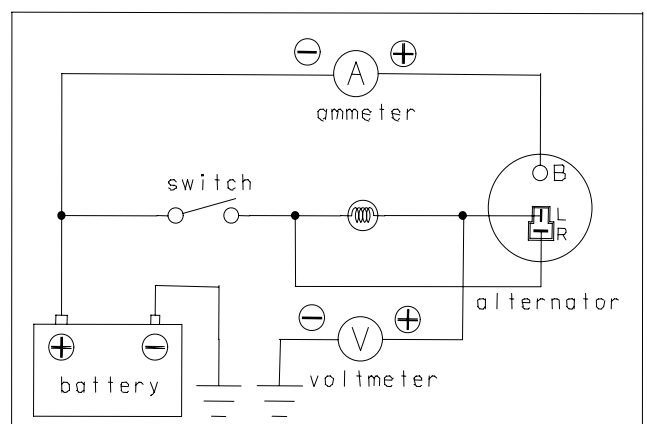 − A +
ammeter
switch
B
L
R
alternator
− V +
voltmeter
+ −
battery